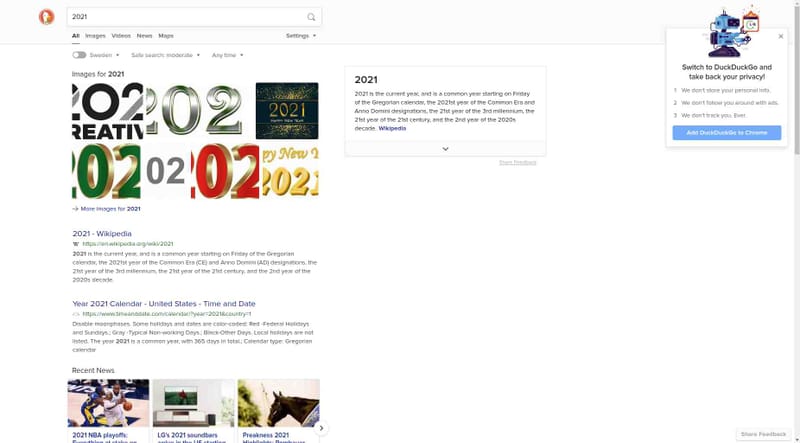 2021
All Images Videos News Maps Settings
Sweden Safe search: moderate Any time
Images for 2021
202
CREATIV
202
2021
HAPPY NEW YEAR
202
02
202
py New Y
2021
More Images for 2021
2021 - Wikipedia
https://en.wikipedia.org/wiki/2021
2021 is the current year, and is a common year starting on Friday of the Gregorian
calendar, the 2021st year of the Common Era (CE) and Anno Domini (AD) designations, the
21st year of the 3rd millennium, the 21st year of the 21st century, and the 2nd year of the
2020s decade.
Year 2021 Calendar - United States - Time and Date
https://www.timeanddate.com/calendar/?year=2021&country=1
Disable moonphases. Some holidays and dates are color-coded: Red -Federal Holidays
and Sundays.; Gray -Typical Non-working Days.; Black-Other Days. Local holidays are not
listed. The year 2021 is a common year, with 365 days in total.; Calendar type: Gregorian
calendar
Recent News
2021 NBA playoffs:
LG's 2021 soundbars
Preakness 2021
2021
2021 is the current year, and is a common year starting on Friday
of the Gregorian calendar, the 2021st year of the Common Era and
Anno Domini designations, the 21st year of the 3rd millennium, the
21st year of the 21st century, and the 2nd year of the 2020s
decade. Wikipedia
Share Feedback
Switch to DuckDuckGo and
take back your privacy!
1 We don't store your personal info.
2 We don't follow you around with ads.
3 We don't track you. Ever.
Add DuckDuckGo to Chrome
Share Feedback